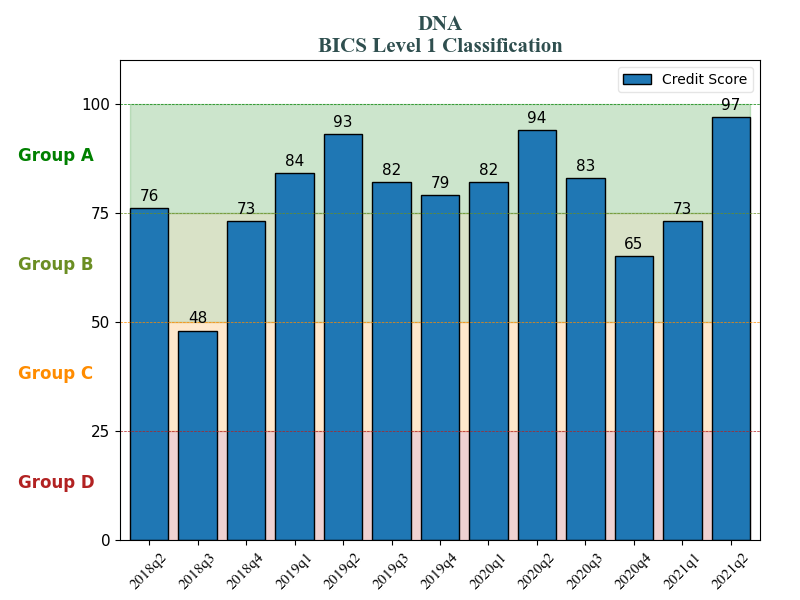 DNA
BICS Level 1 Classification
Credit Score
100
75
50
25
0
Group A
Group B
Group C
Group D
76
48
73
84
93
82
79
82
94
83
65
73
97
2018q2
2018q3
2018q4
2019q1
2019q2
2019q3
2019q4
2020q1
2020q2
2020q3
2020q4
2021q1
2021q2